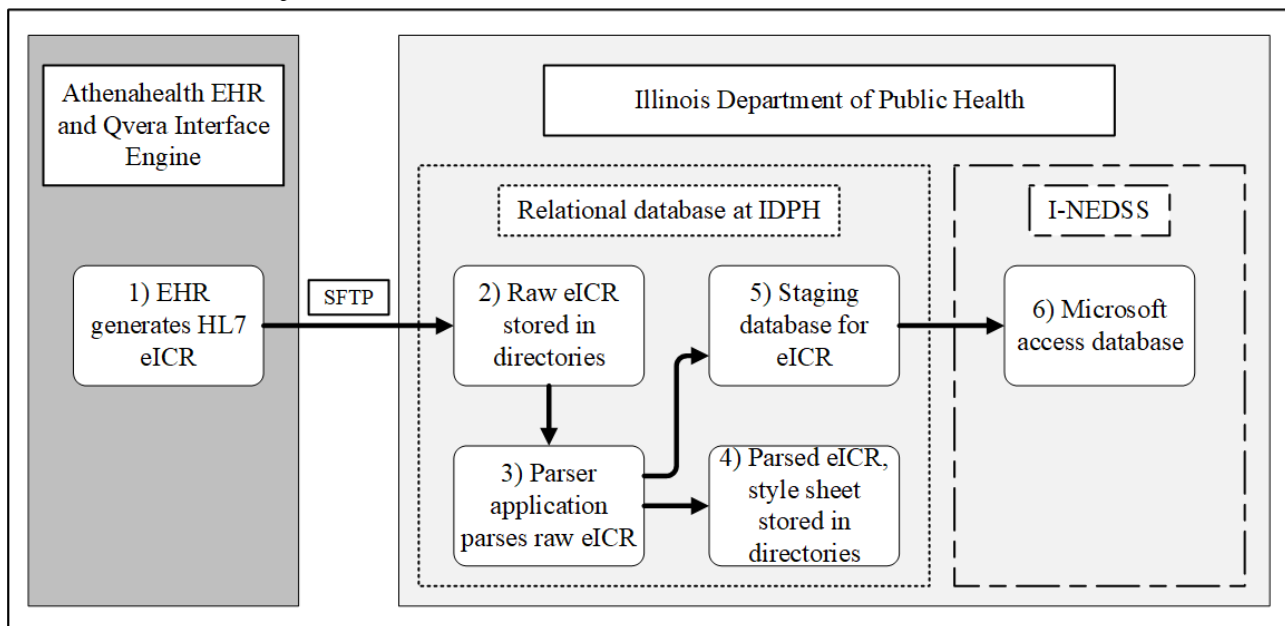 Athenahealth EHR
and Qvera Interface
Engine
Illinois Department of Public Health
Relational database at IDPH
I-NEDSS
1) EHR
generates HL7
eICR
SFTP
2) Raw eICR
stored in
directories
5) Staging
database for
eICR
6) Microsoft
access database
3) Parser
application
parses raw eICR
4) Parsed eICR,
style sheet
stored in
directories